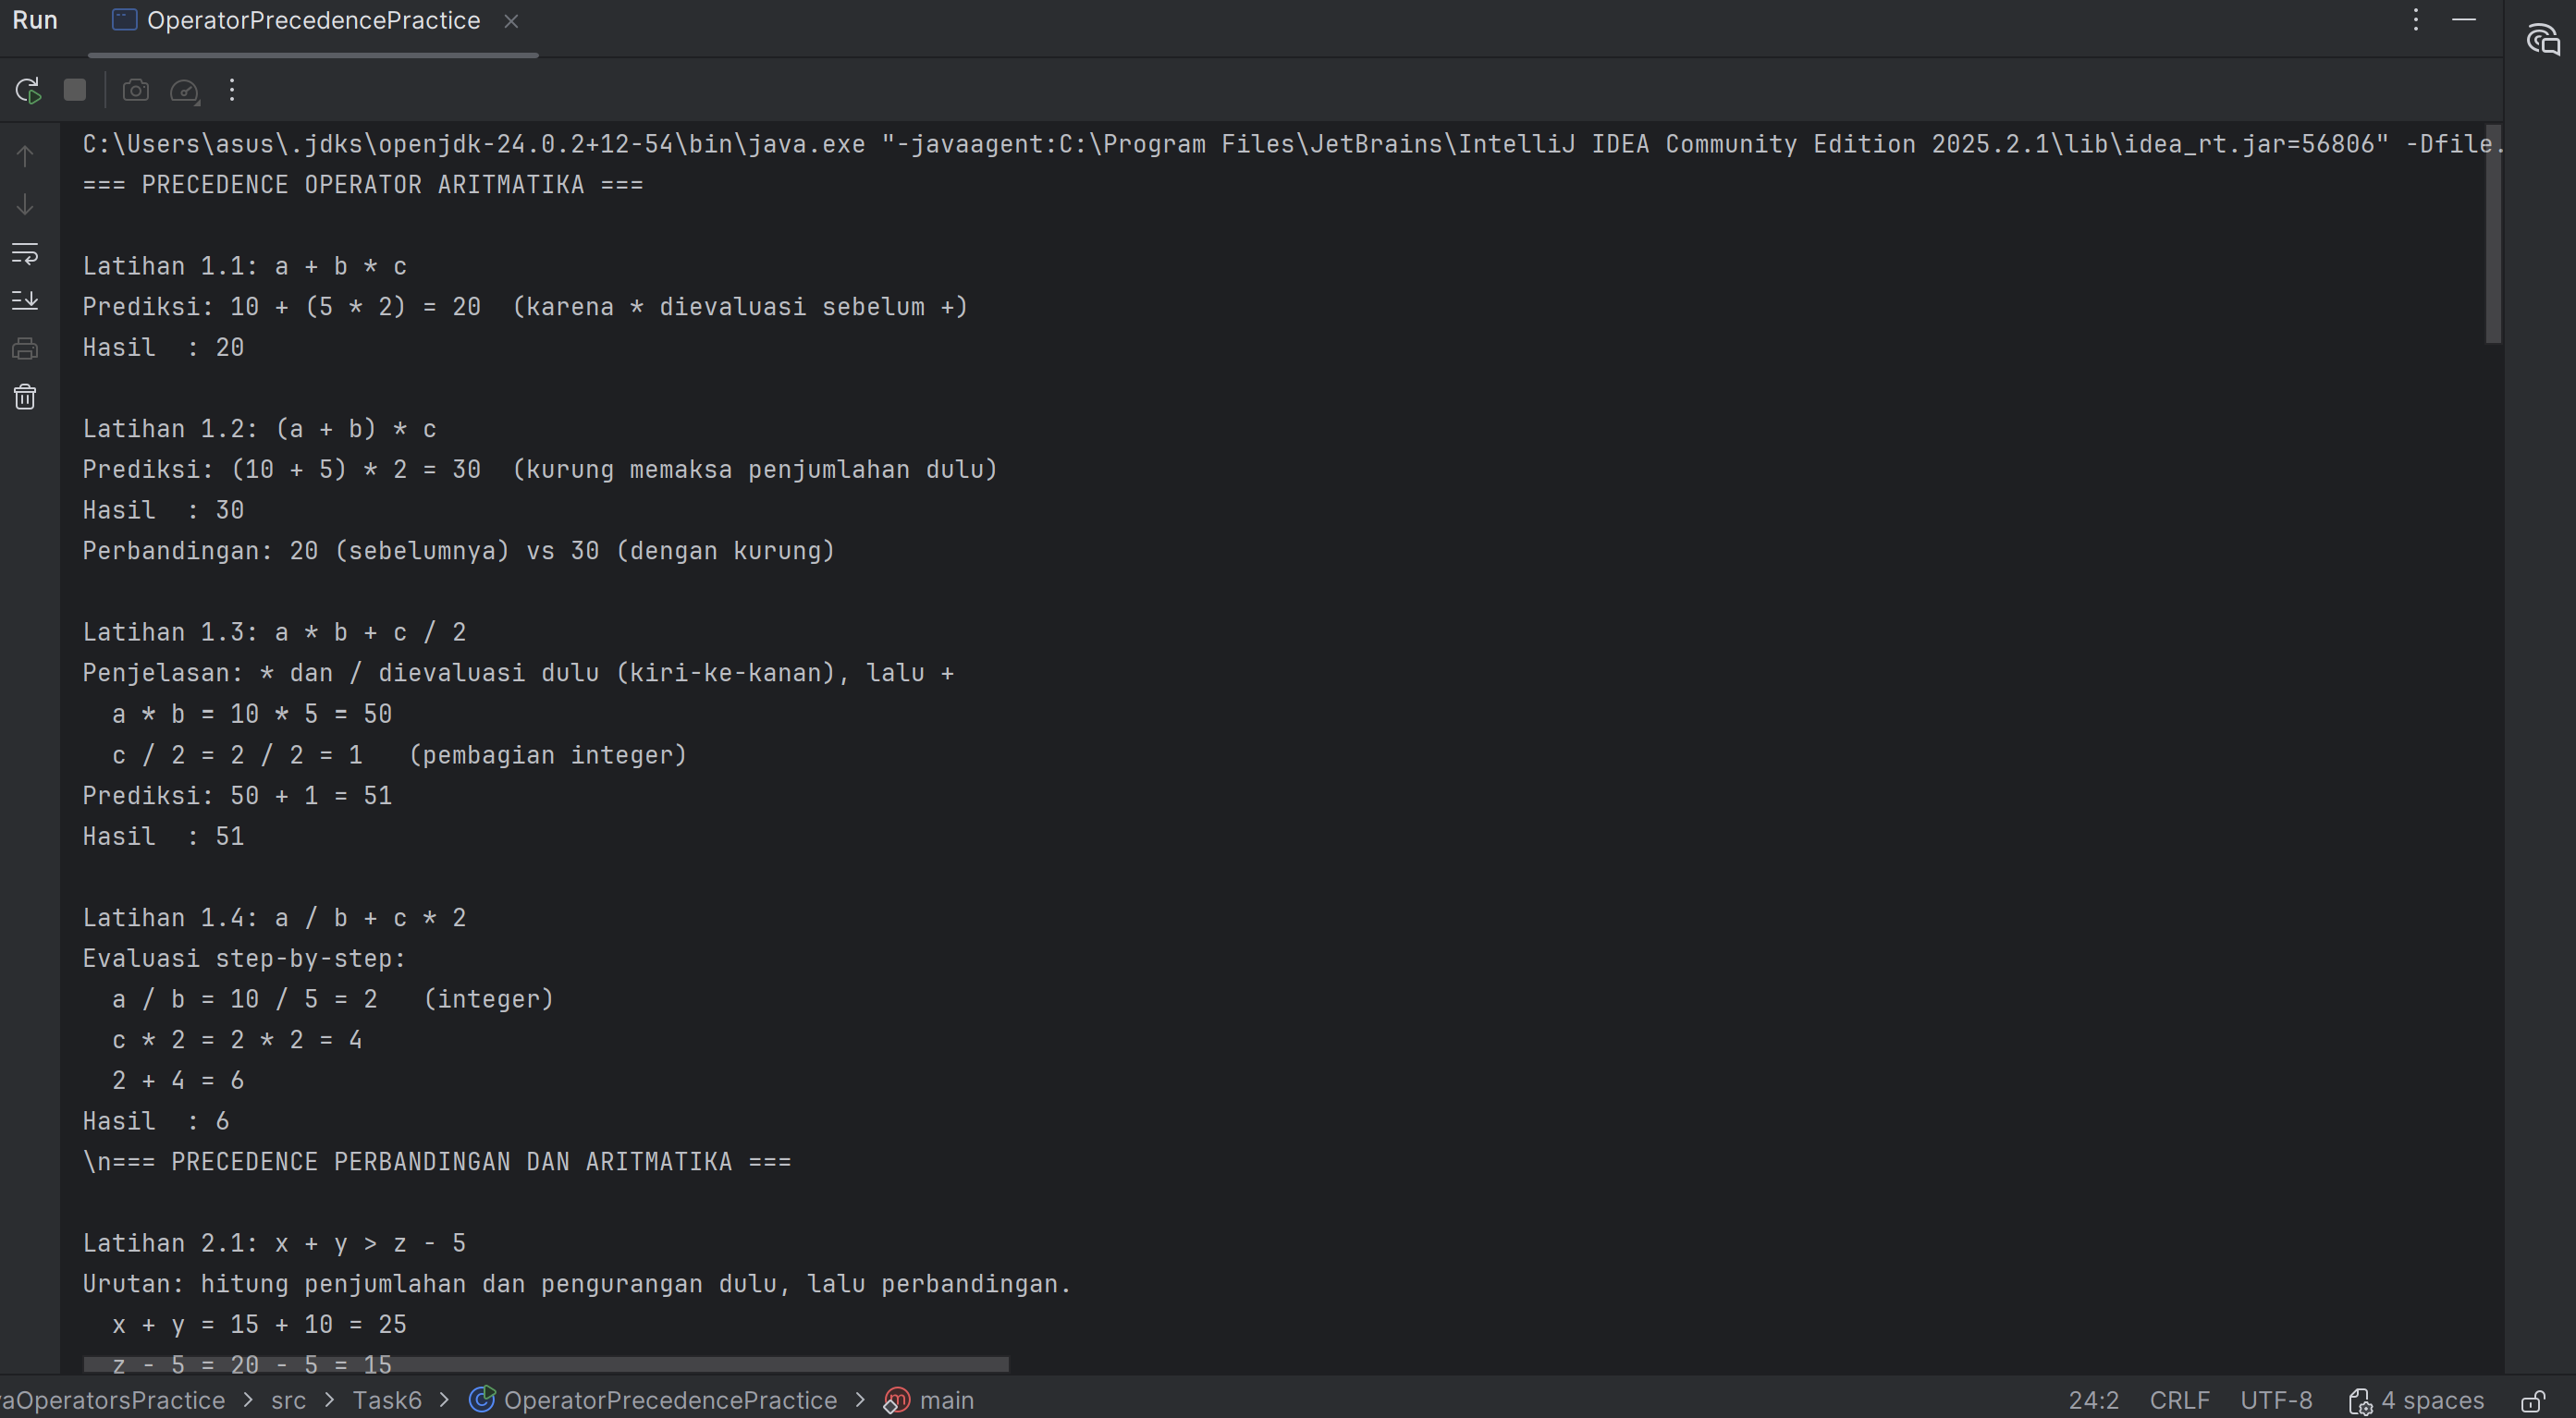 Run OperatorPrecedencePractice
C:\Users\asus\.jdks\openjdk-24.0.2+12-54\bin\java.exe "-javaagent:C:\Program Files\JetBrains\IntelliJ IDEA Community Edition 2025.2.1\lib\idea_rt.jar=56806" -Dfile.
=== PRECEDENCE OPERATOR ARITMATIKA ===
Latihan 1.1: a + b * c
Prediksi: 10 + (5 * 2) = 20  (karena * dievaluasi sebelum +)
Hasil  : 20
Latihan 1.2: (a + b) * c
Prediksi: (10 + 5) * 2 = 30  (kurung memaksa penjumlahan dulu)
Hasil  : 30
Perbandingan: 20 (sebelumnya) vs 30 (dengan kurung)
Latihan 1.3: a * b + c / 2
Penjelasan: * dan / dievaluasi dulu (kiri-ke-kanan), lalu +
  a * b = 10 * 5 = 50
  c / 2 = 2 / 2 = 1   (pembagian integer)
Prediksi: 50 + 1 = 51
Hasil  : 51
Latihan 1.4: a / b + c * 2
Evaluasi step-by-step:
  a / b = 10 / 5 = 2   (integer)
  c * 2 = 2 * 2 = 4
  2 + 4 = 6
Hasil  : 6
\n=== PRECEDENCE PERBANDINGAN DAN ARITMATIKA ===
Latihan 2.1: x + y > z - 5
Urutan: hitung penjumlahan dan pengurangan dulu, lalu perbandingan.
  x + y = 15 + 10 = 25
  z - 5 = 20 - 5 = 15
vaOperatorsPractice > src > Task6 > OperatorPrecedencePractice > main 24:2 CRLF UTF-8 4 spaces